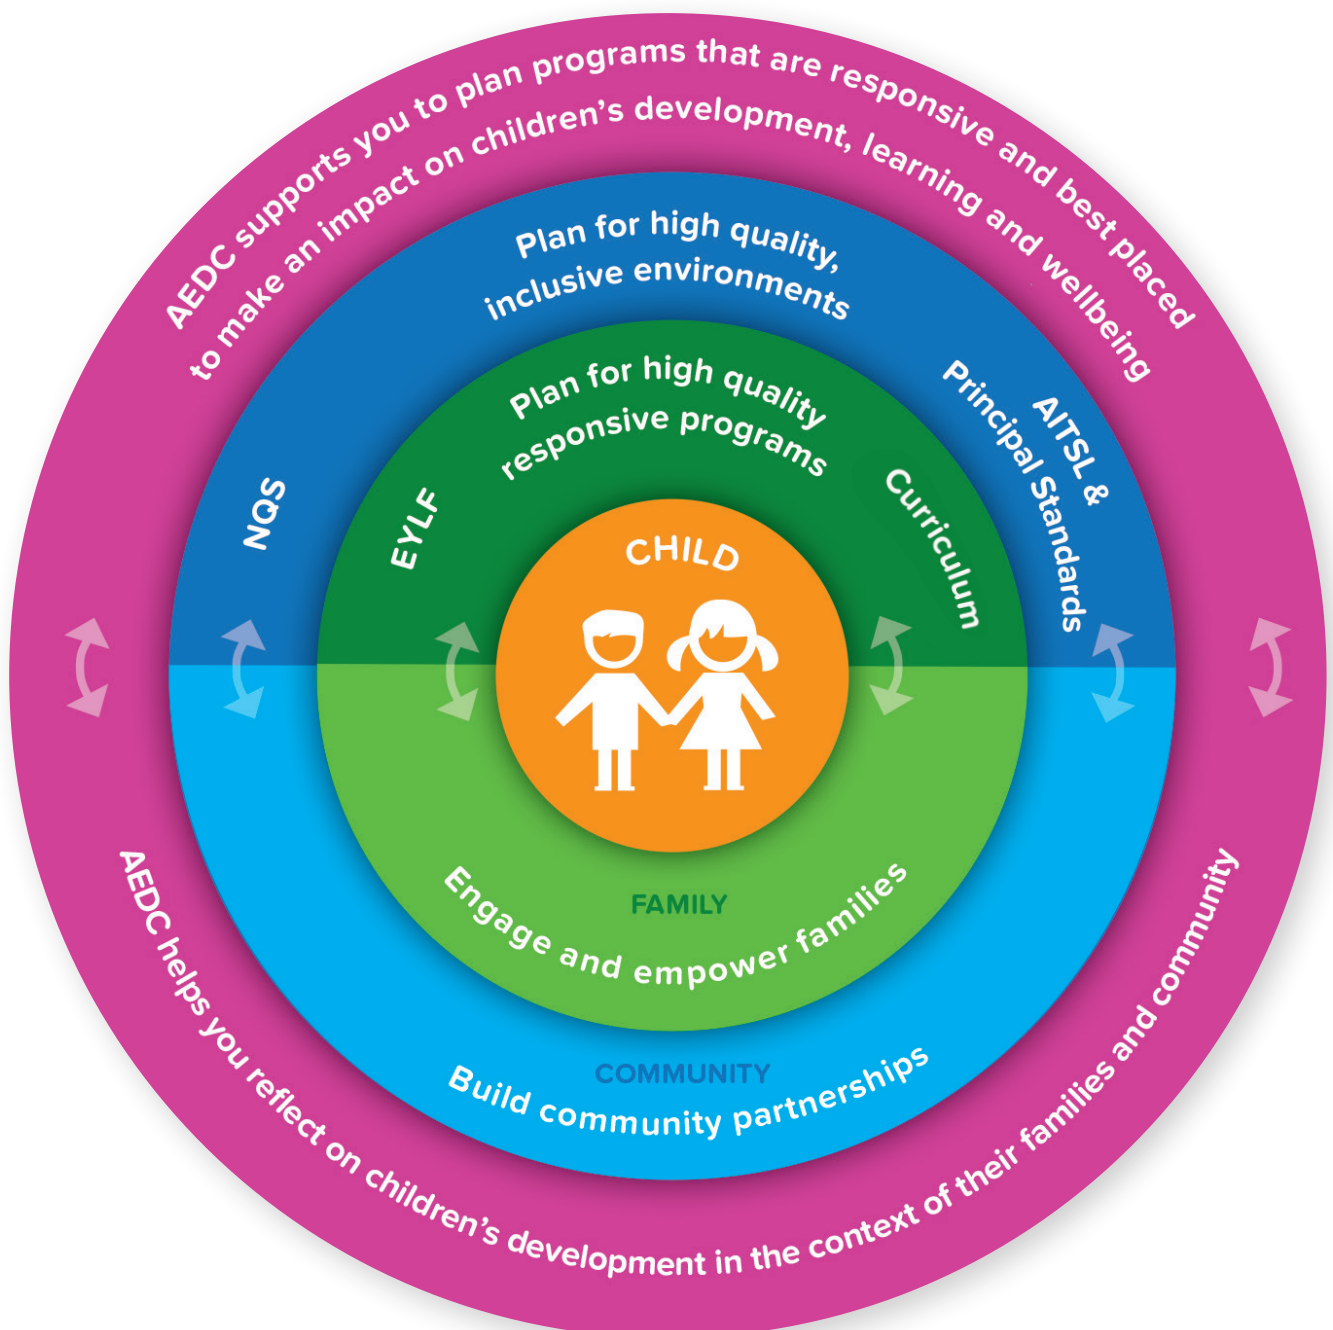 AEDC supports you to plan programs that are responsive and best placed
to make an impact on children’s development, learning and wellbeing
Plan for high quality,
inclusive environments
NQS
AITSL &
Principal Standards
Plan for high quality
responsive programs
EYLF
Curriculum
CHILD
FAMILY
Engage and empower families
COMMUNITY
Build community partnerships
AEDC helps you reflect on children’s development in the context of their families and community